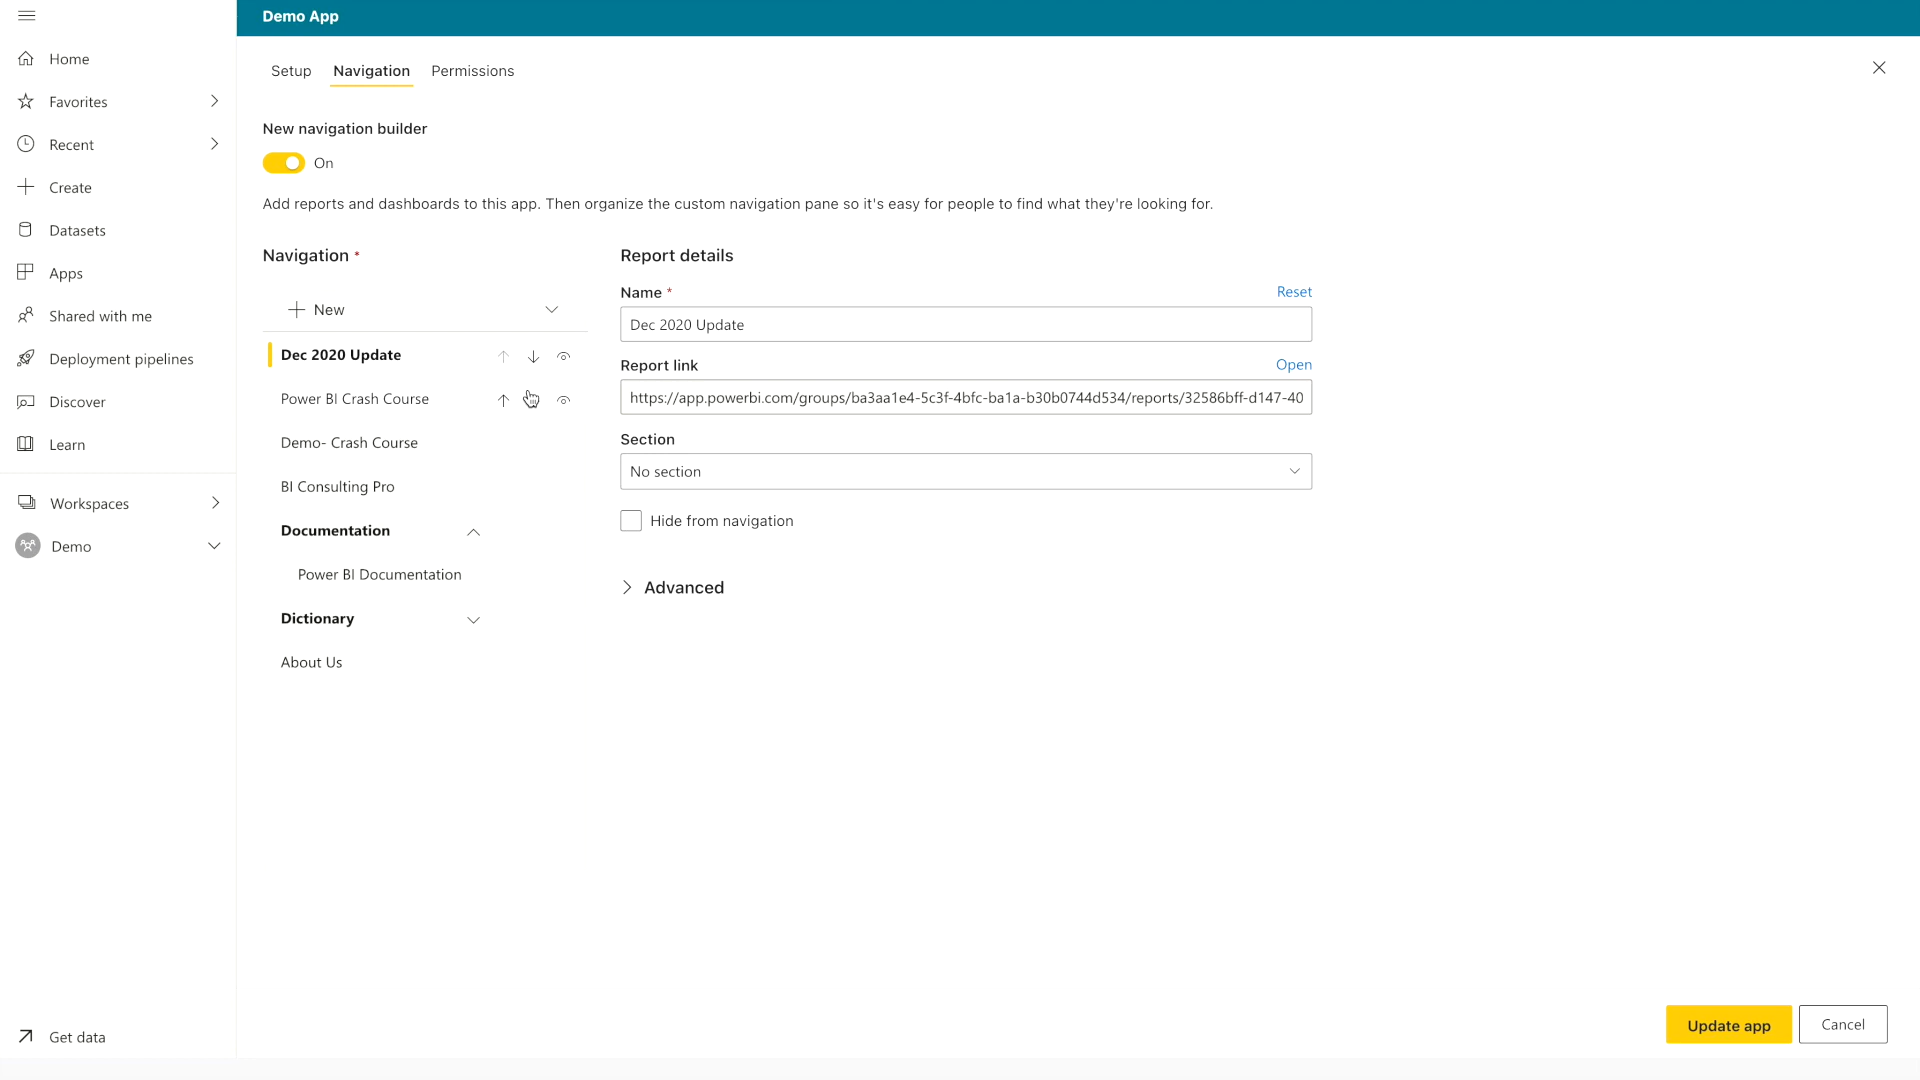 Demo App
Home
Favorites
Recent
Create
Datasets
Apps
Shared with me
Deployment pipelines
Discover
Learn
Workspaces
Demo
Get data
Setup Navigation Permissions
New navigation builder
On
Add reports and dashboards to this app. Then organize the custom navigation pane so it's easy for people to find what they're looking for.
Navigation *
New
Dec 2020 Update
Power BI Crash Course
Demo- Crash Course
BI Consulting Pro
Documentation
Power BI Documentation
Dictionary
About Us
Report details
Name * Reset
Dec 2020 Update
Report link Open
https://app.powerbi.com/groups/ba3aa1e4-5c3f-4bfc-ba1a-b30b0744d534/reports/32586bff-d147-40
Section
No section
Hide from navigation
Advanced
Update app Cancel